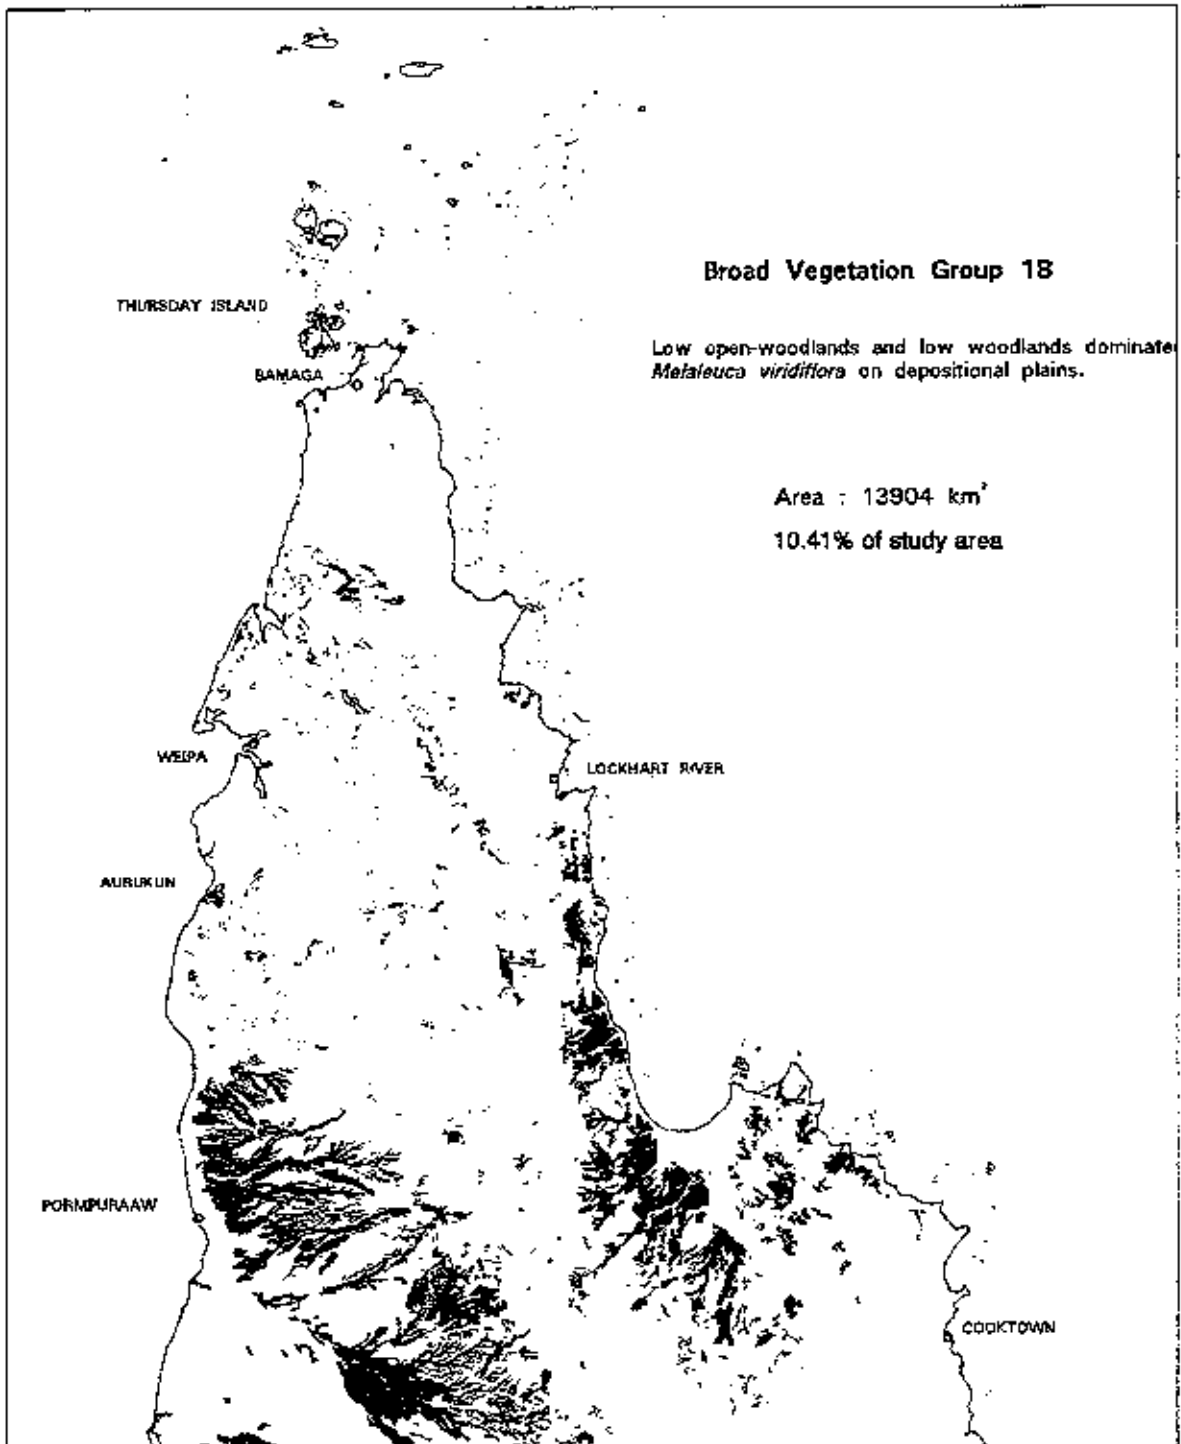 Broad Vegetation Group 18
THURSDAY ISLAND
Low open-woodlands and low woodlands dominate
BAMAGA
Melaleuca viridiflora on depositional plains.
Area : 13904 km²
10.41% of study area
WEIPA
LOCKHART RIVER
AURUKUN
PORMPURAAW
COOKTOWN